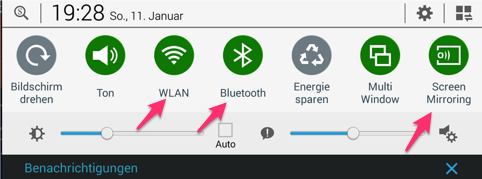 19:28 So., 11. Januar
Bildschirm drehen
Ton
WLAN
Bluetooth
Energie sparen
Multi Window
Screen Mirroring
Auto
Benachrichtigungen